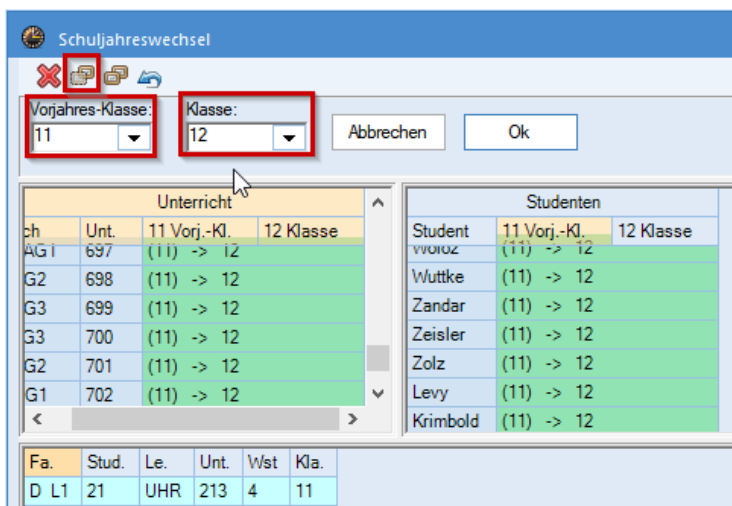 Schuljahreswechsel
Vorjahres-Klasse: Klasse:
11 12 Abbrechen Ok
Unterricht
ch Unt. 11 Vorj.-Kl. 12 Klasse
AG1 697 (11) -> 12
G2 698 (11) -> 12
G3 699 (11) -> 12
G3 700 (11) -> 12
G2 701 (11) -> 12
G1 702 (11) -> 12
Studenten
Student 11 Vorj.-Kl. 12 Klasse
Woloz (11) -> 12
Wuttke (11) -> 12
Zandar (11) -> 12
Zeisler (11) -> 12
Zolz (11) -> 12
Levy (11) -> 12
Krimbold (11) -> 12
Fa. Stud. Le. Unt. Wst Kla.
D L1 21 UHR 213 4 11